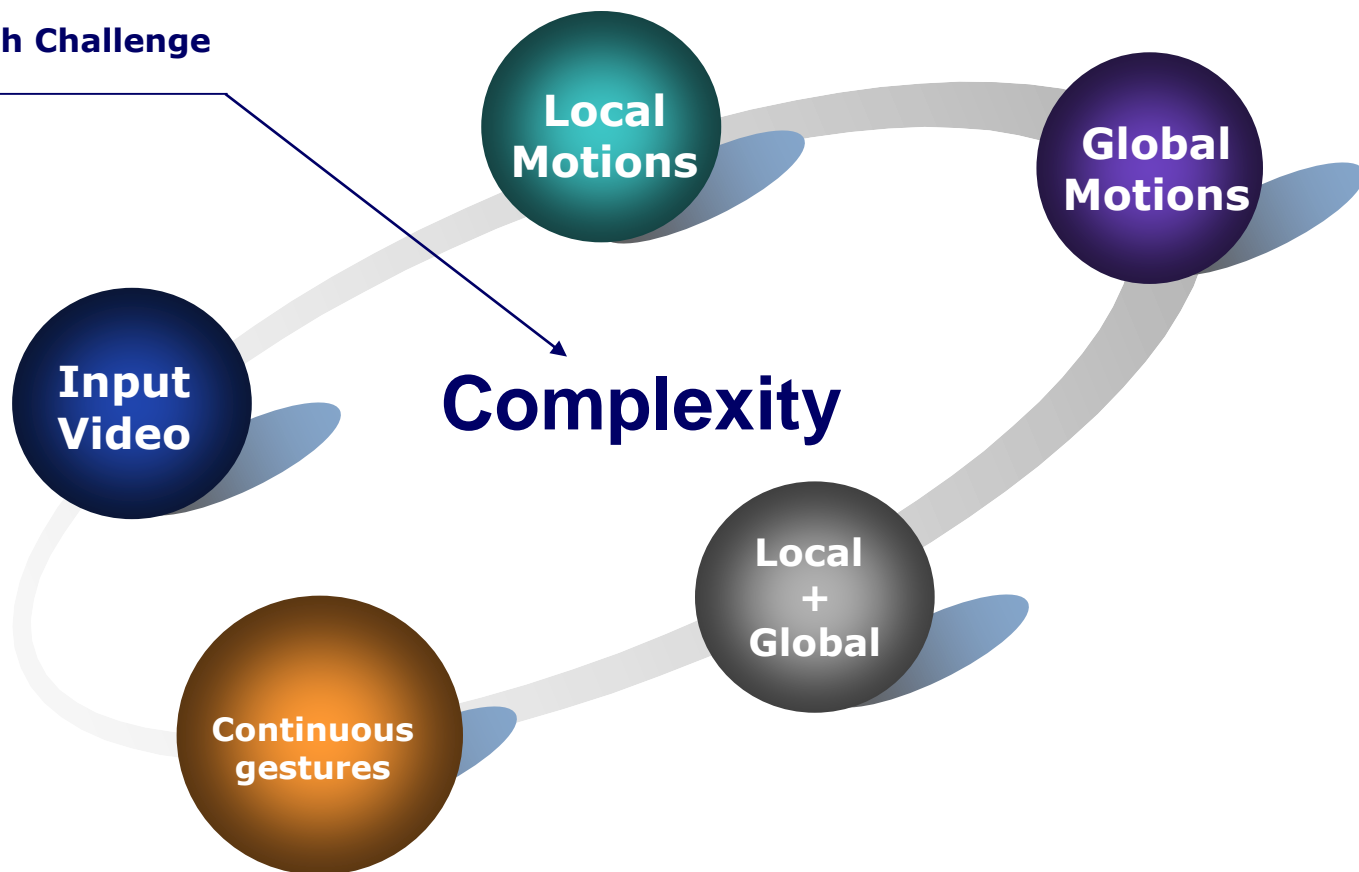 h Challenge
Local
Motions
Global
Motions
Input
Video
Complexity
Local
+
Global
Continuous
gestures